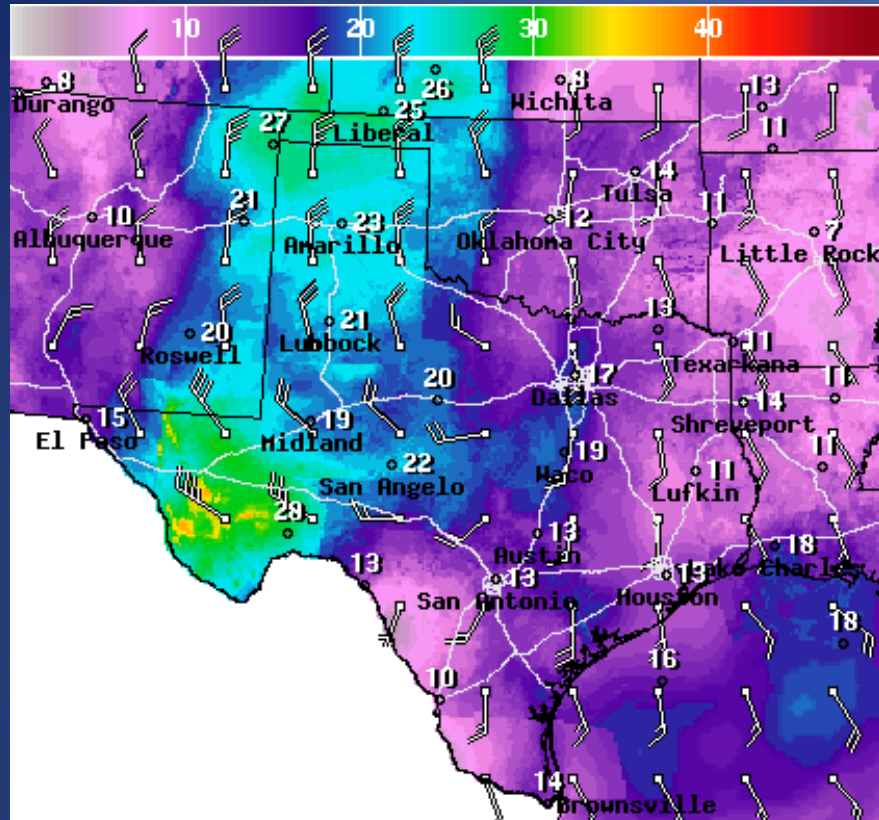 10 20 30 40
8 26 8 13
Durango Wichita
25
27 Liberal 11
14
Tulsa
10 21 23 12 11 7
Albuquerque Amarillo Oklahoma City Little Rock
20 21 13 11
Roswell Lubbock Texarkana
17
20 Dallas 11
15 19 14
El Paso Midland Shreveport
22 19 11 11
San Angelo Waco Lufkin
13 18
Austin
13 13 13 Lake Charles
San Antonio Houston
18
10 16
14
Brownsville